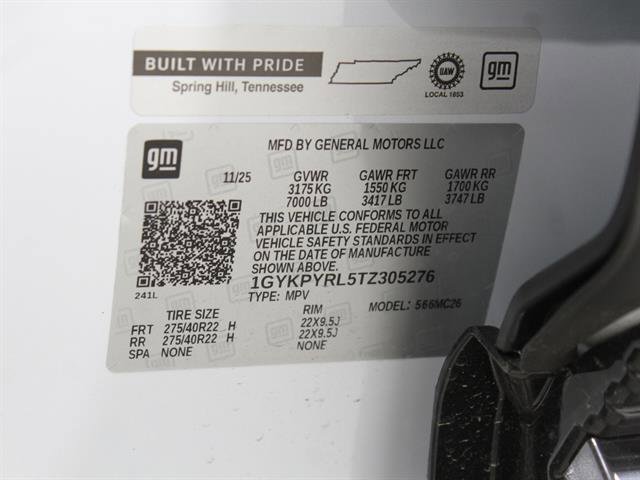 BUILT WITH PRIDE
Spring Hill, Tennessee
UAW
LOCAL 1853
gm
gm
MFD BY GENERAL MOTORS LLC
11/25 GVWR GAWR FRT GAWR RR
3175 KG 1550 KG 1700 KG
7000 LB 3417 LB 3747 LB
THIS VEHICLE CONFORMS TO ALL
APPLICABLE U.S. FEDERAL MOTOR
VEHICLE SAFETY STANDARDS IN EFFECT
ON THE DATE OF MANUFACTURE
SHOWN ABOVE.
1GYKPYRL5TZ305276
241L
TYPE: MPV MODEL: 566MC26
TIRE SIZE RIM
FRT 275/40R22 H 22X9.5J
RR 275/40R22 H 22X9.5J
SPA NONE NONE